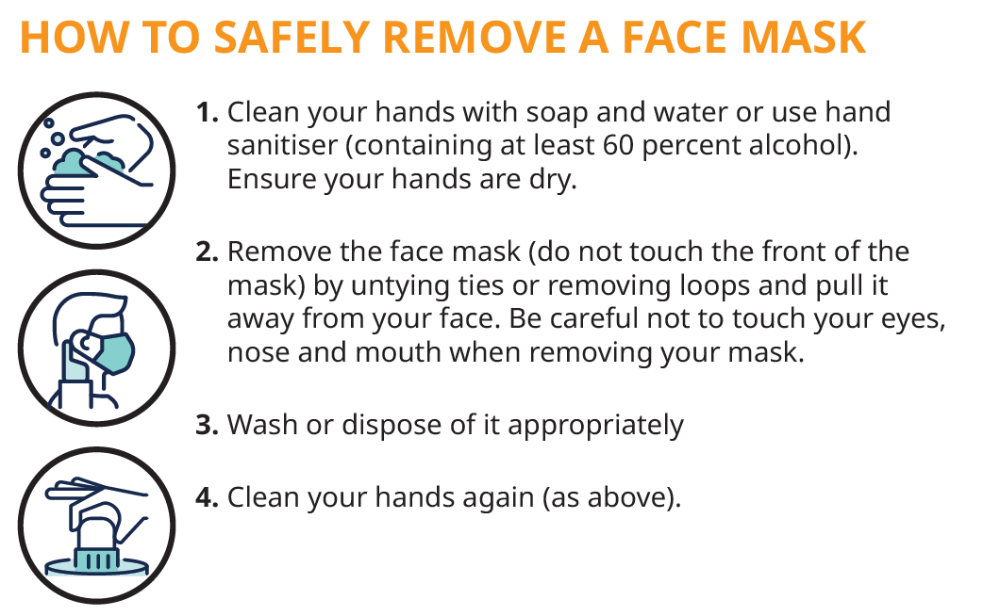 HOW TO SAFELY REMOVE A FACE MASK
1. Clean your hands with soap and water or use hand
sanitiser (containing at least 60 percent alcohol).
Ensure your hands are dry.
2. Remove the face mask (do not touch the front of the
mask) by untying ties or removing loops and pull it
away from your face. Be careful not to touch your eyes,
nose and mouth when removing your mask.
3. Wash or dispose of it appropriately
4. Clean your hands again (as above).